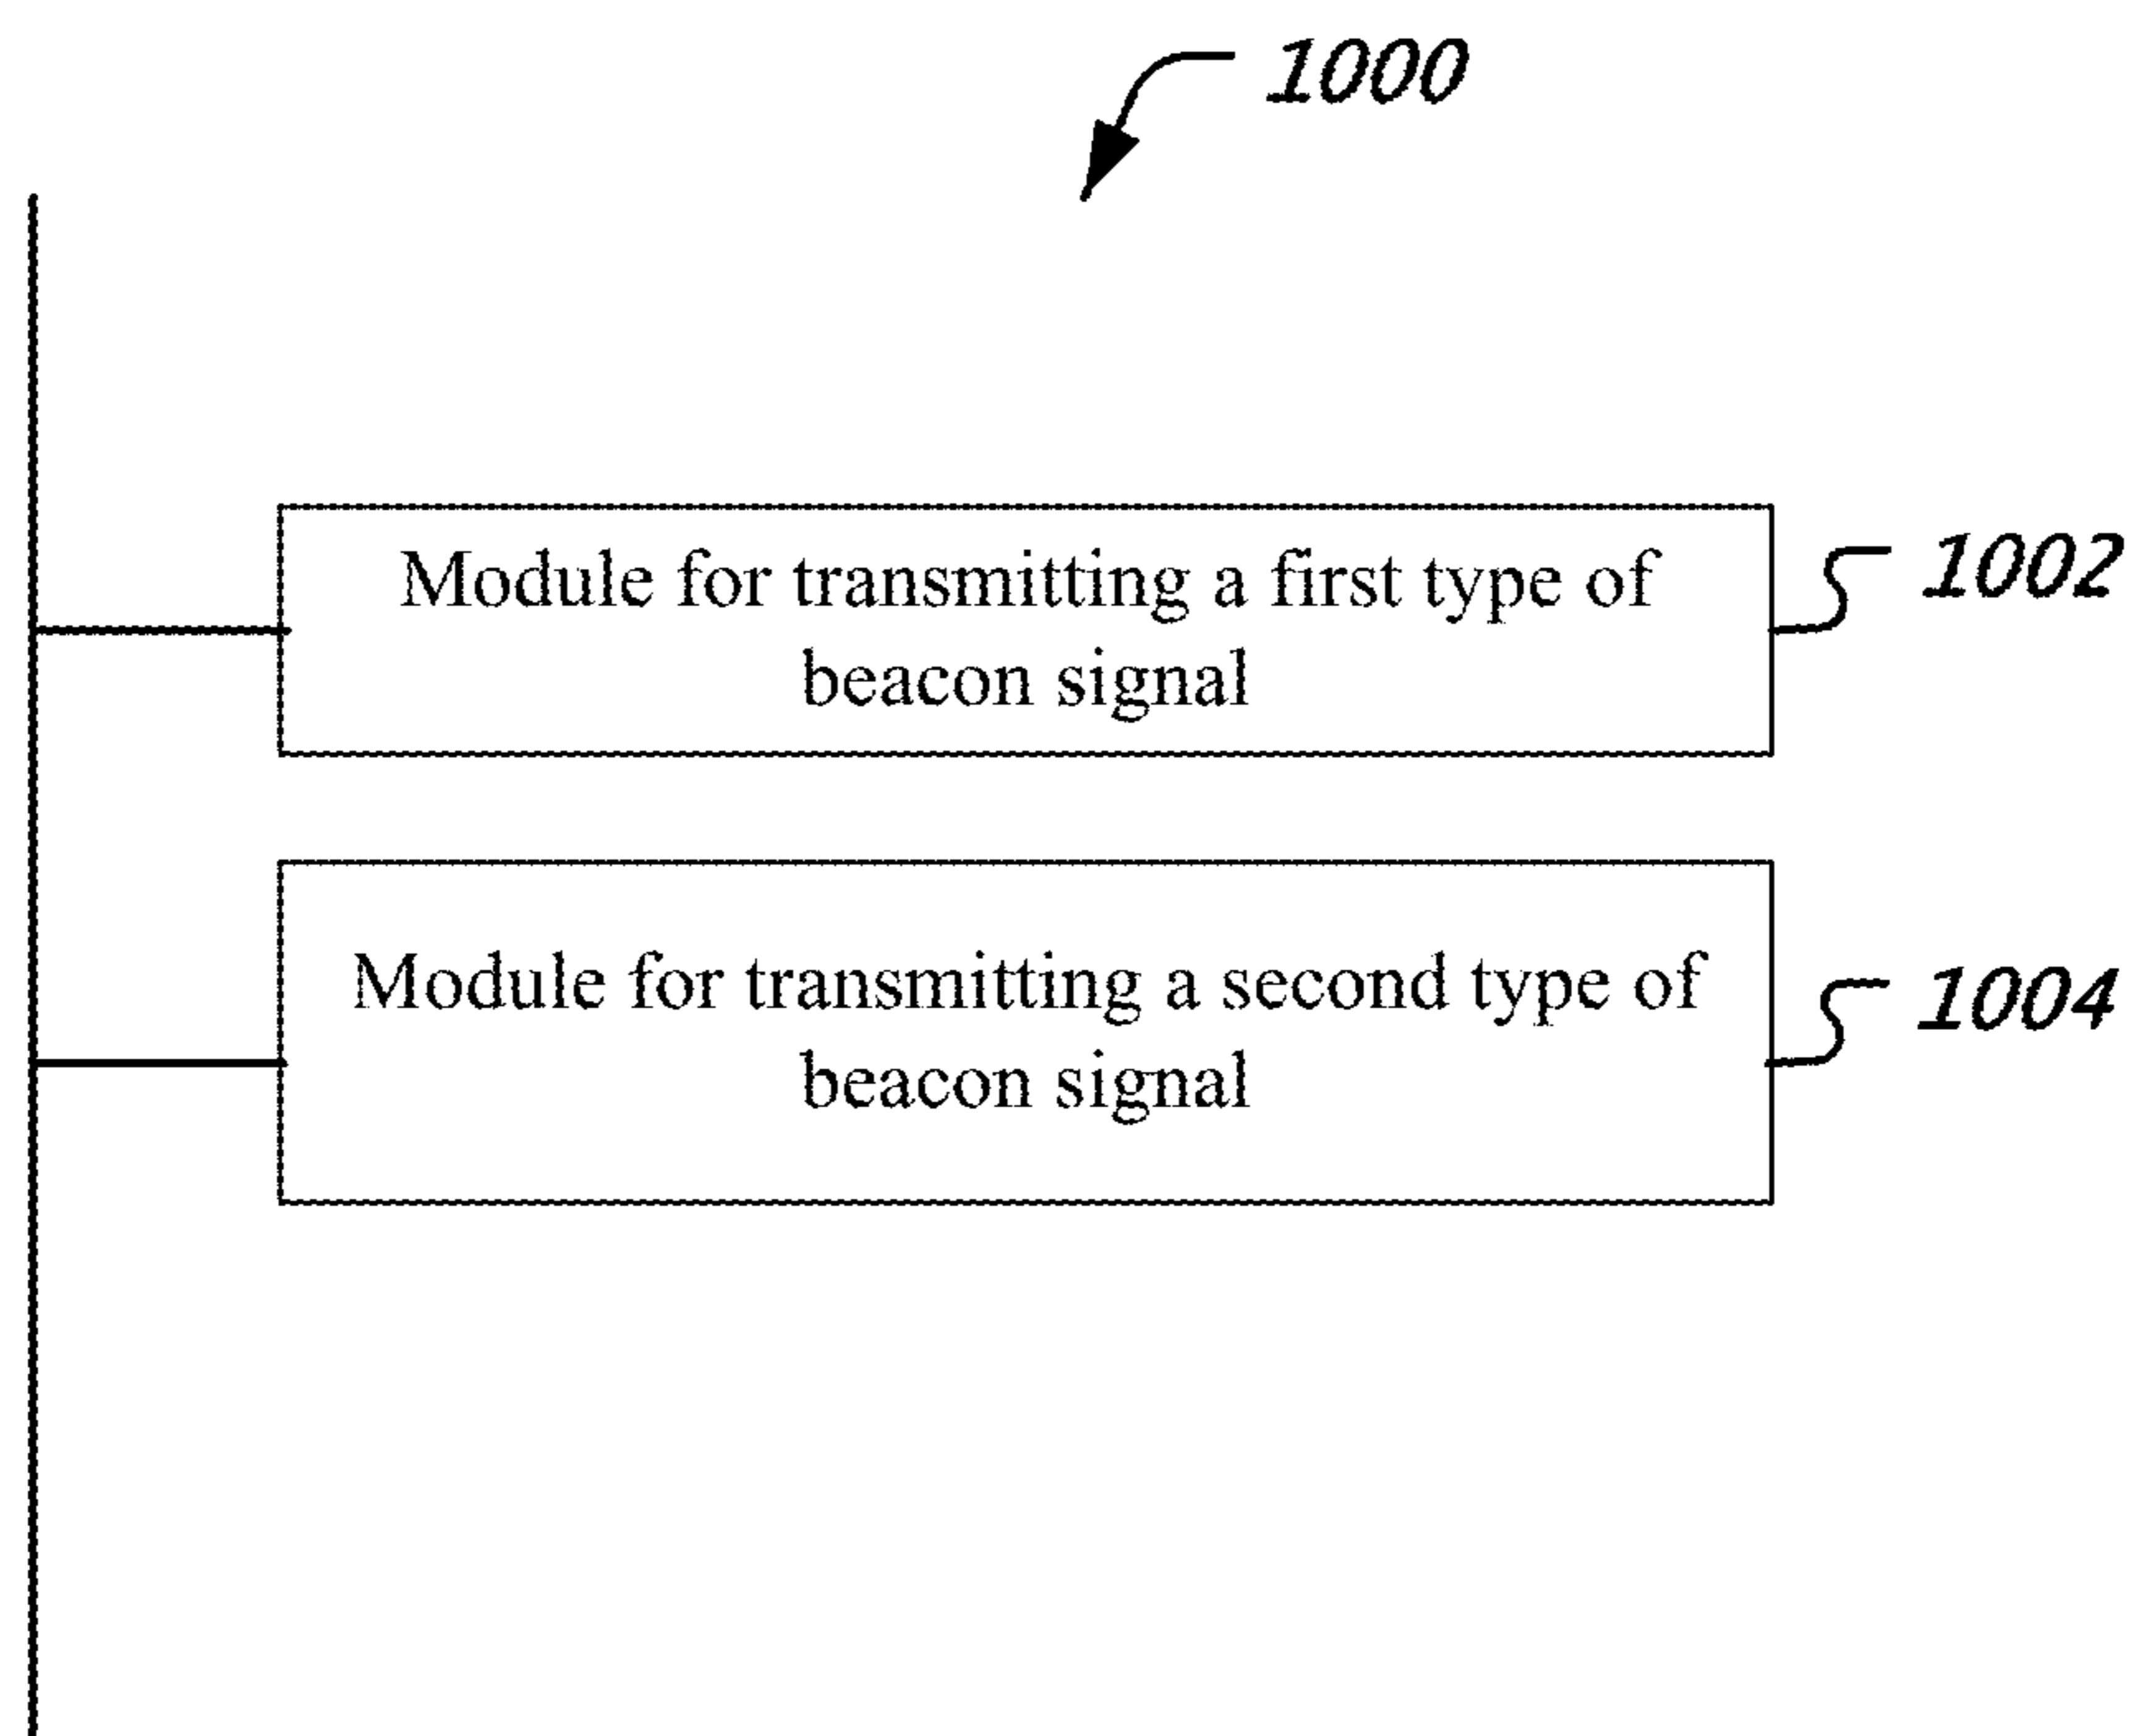 1000
Module for transmitting a first type of
beacon signal
1002
Module for transmitting a second type of
beacon signal
1004